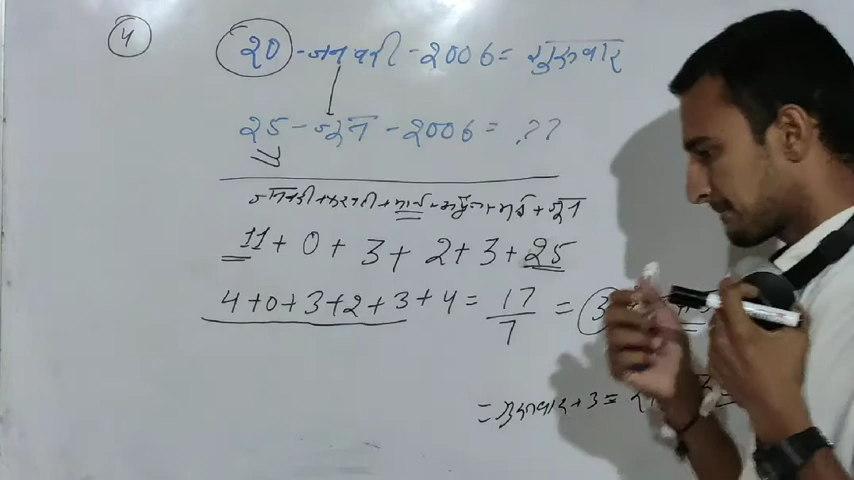 4
20 - जनवरी - 2006 = शुक्रवार
25 - जून - 2006 = ??
जनवरी + फरवरी + मार्च + अप्रैल + मई + जून
11 + 0 + 3 + 2 + 3 + 25
4 + 0 + 3 + 2 + 3 + 4 = 17/7 = 3
= शुक्रवार + 3 =